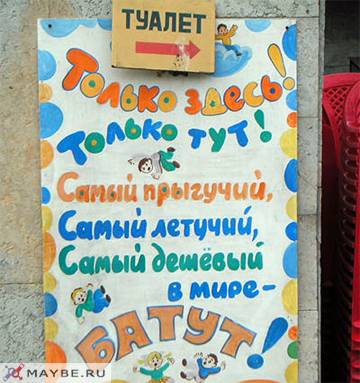 ТУАЛЕТ
Только здесь!
Только тут!
Самый прыгучий,
Самый летучий,
Самый дешёвый
в мире-
БАТУТ!
MAYBE.RU